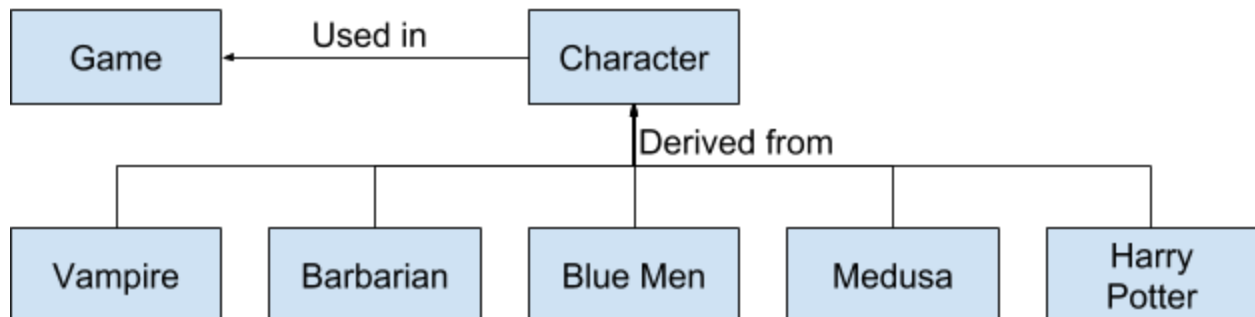 Game
Used in
Character
Derived from
Vampire
Barbarian
Blue Men
Medusa
Harry
Potter